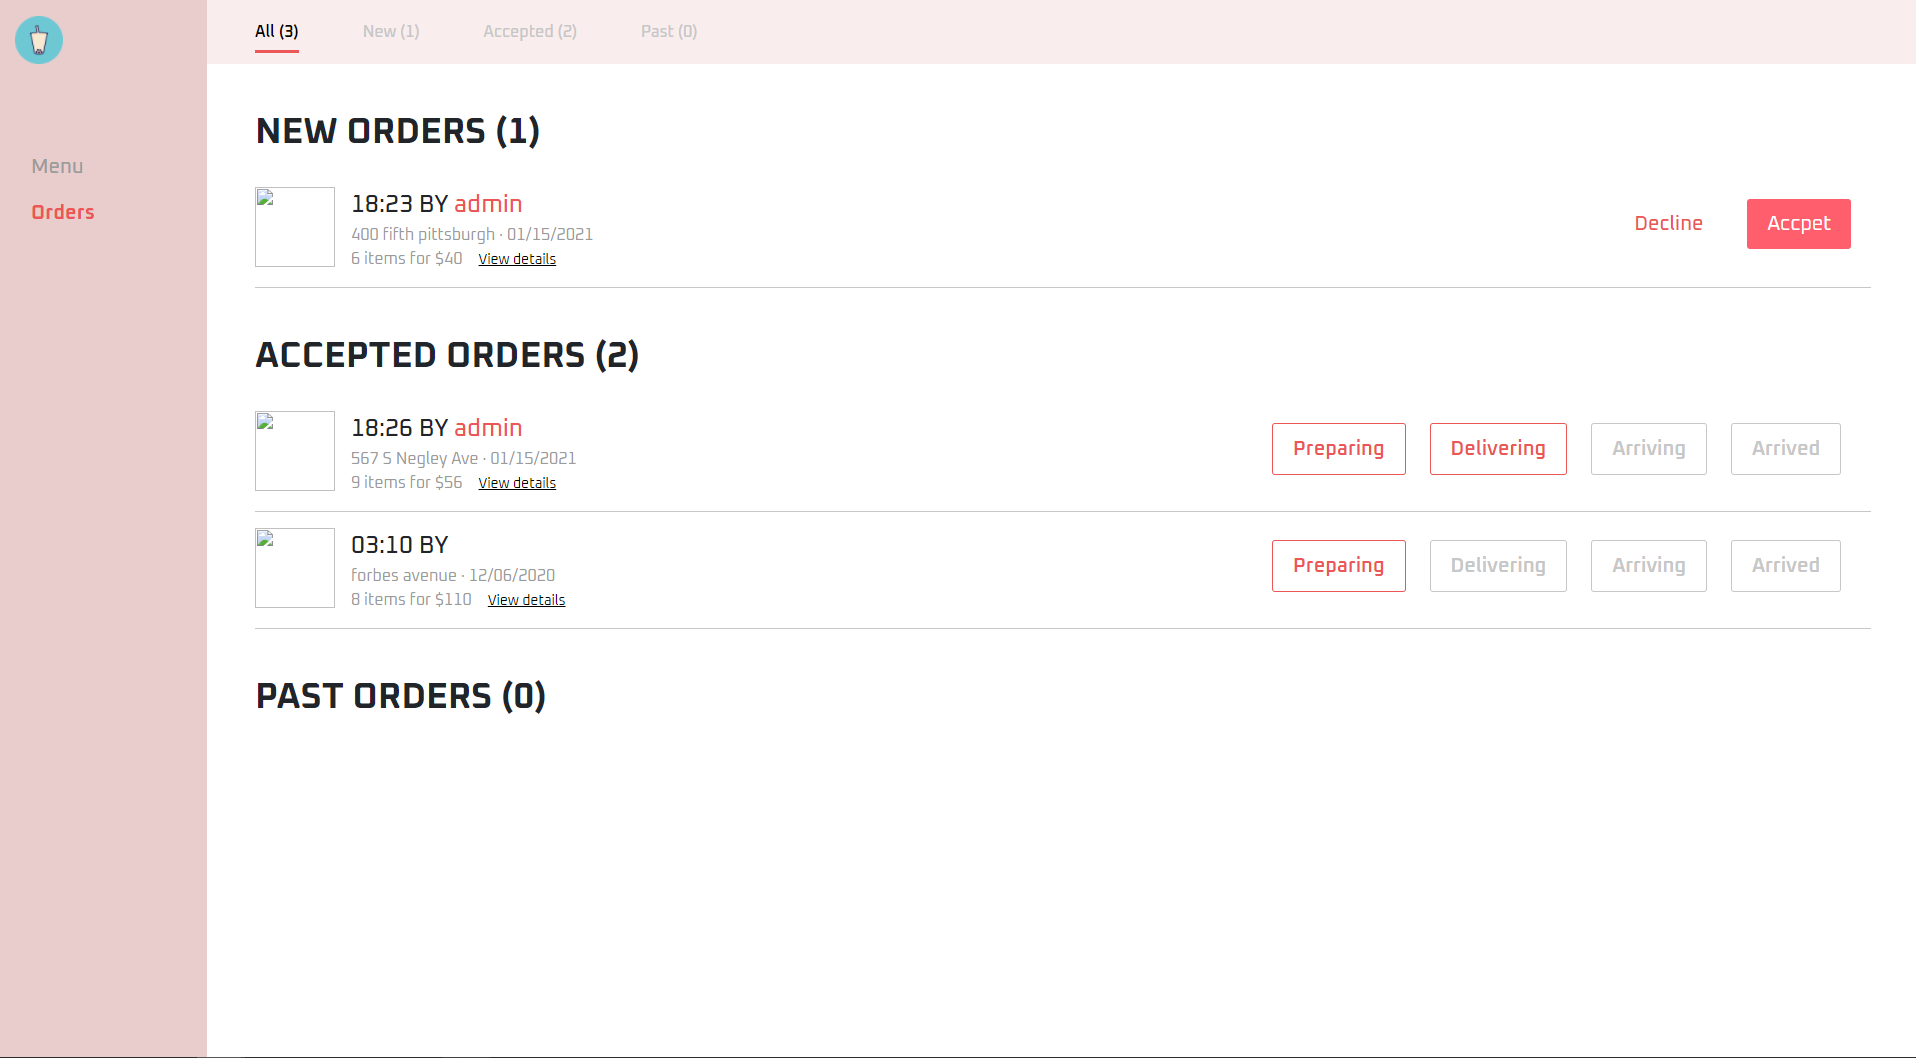 All (3) New (1) Accepted (2) Past (0)
Menu
Orders
NEW ORDERS (1)
18:23 BY admin
400 fifth pittsburgh · 01/15/2021
6 items for $40 View details
Decline Accpet
ACCEPTED ORDERS (2)
18:26 BY admin
567 S Negley Ave · 01/15/2021
9 items for $56 View details
Preparing Delivering Arriving Arrived
03:10 BY
forbes avenue · 12/06/2020
8 items for $110 View details
Preparing Delivering Arriving Arrived
PAST ORDERS (0)